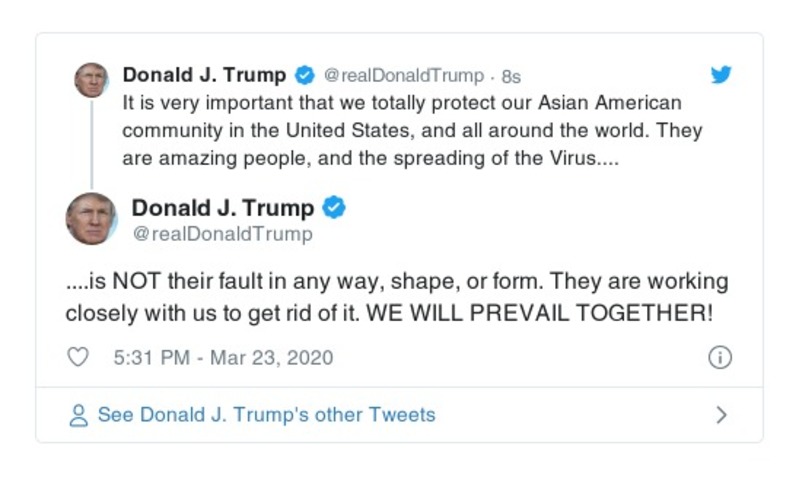 Donald J. Trump @realDonaldTrump · 8s
It is very important that we totally protect our Asian American
community in the United States, and all around the world. They
are amazing people, and the spreading of the Virus....
Donald J. Trump
@realDonaldTrump
....is NOT their fault in any way, shape, or form. They are working
closely with us to get rid of it. WE WILL PREVAIL TOGETHER!
5:31 PM - Mar 23, 2020
See Donald J. Trump's other Tweets